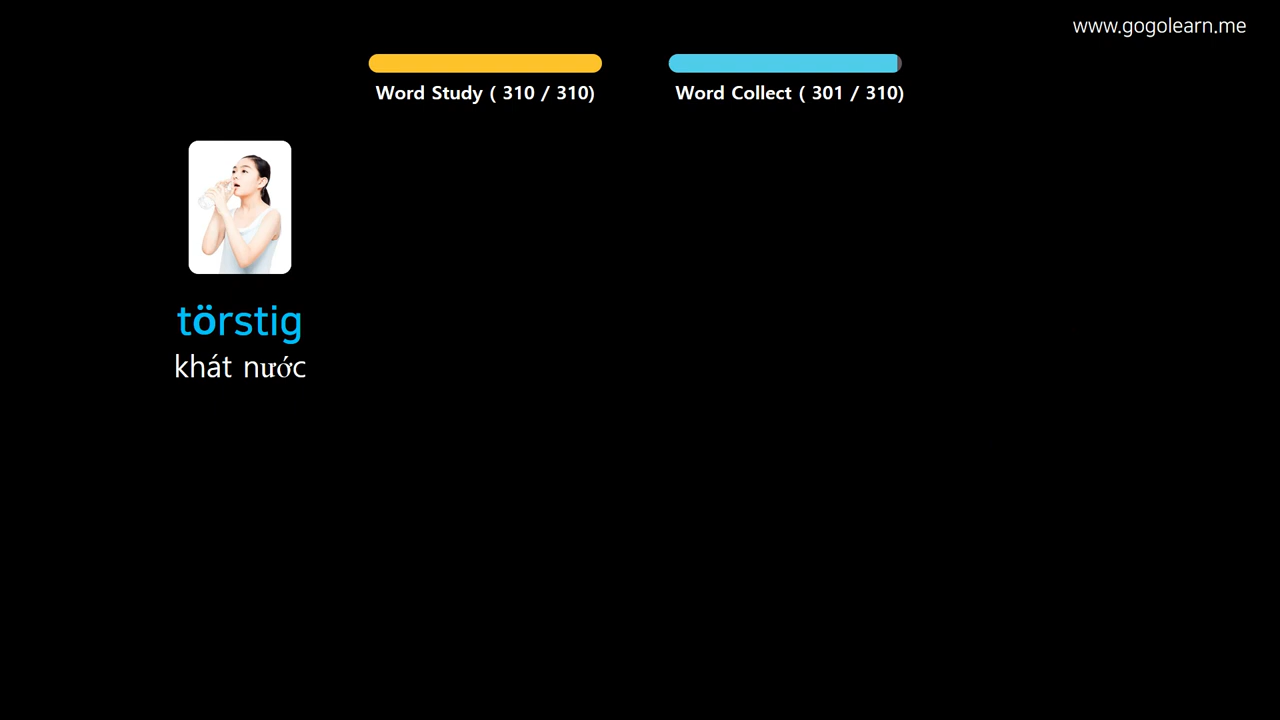 www.gogolearn.me
Word Study ( 310 / 310)
Word Collect ( 301 / 310)
törstig
khát nước